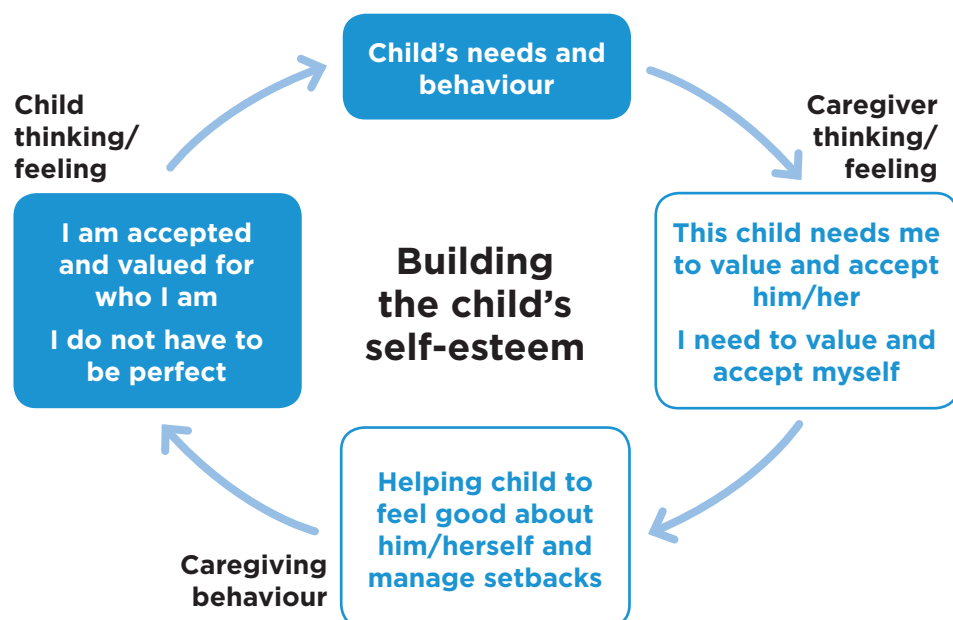 Child's needs and
behaviour
Caregiver
thinking/
feeling
This child needs me
to value and accept
him/her
I need to value and
accept myself
Helping child to
feel good about
him/herself and
manage setbacks
Caregiving
behaviour
Child
thinking/
feeling
I am accepted
and valued for
who I am
I do not have to
be perfect
Building
the child's
self-esteem